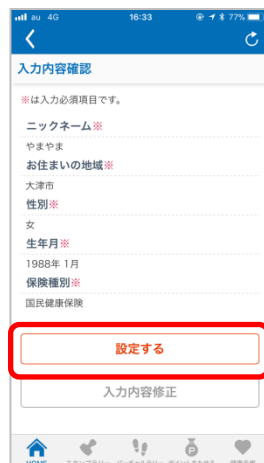 au 4G 16:33 77%
入力内容確認
※は入力必須項目です。
ニックネーム※
やまやま
お住まいの地域※
大津市
性別※
女
生年月※
1988年 1月
保険種別※
国民健康保険
設定する
入力内容修正
HOME